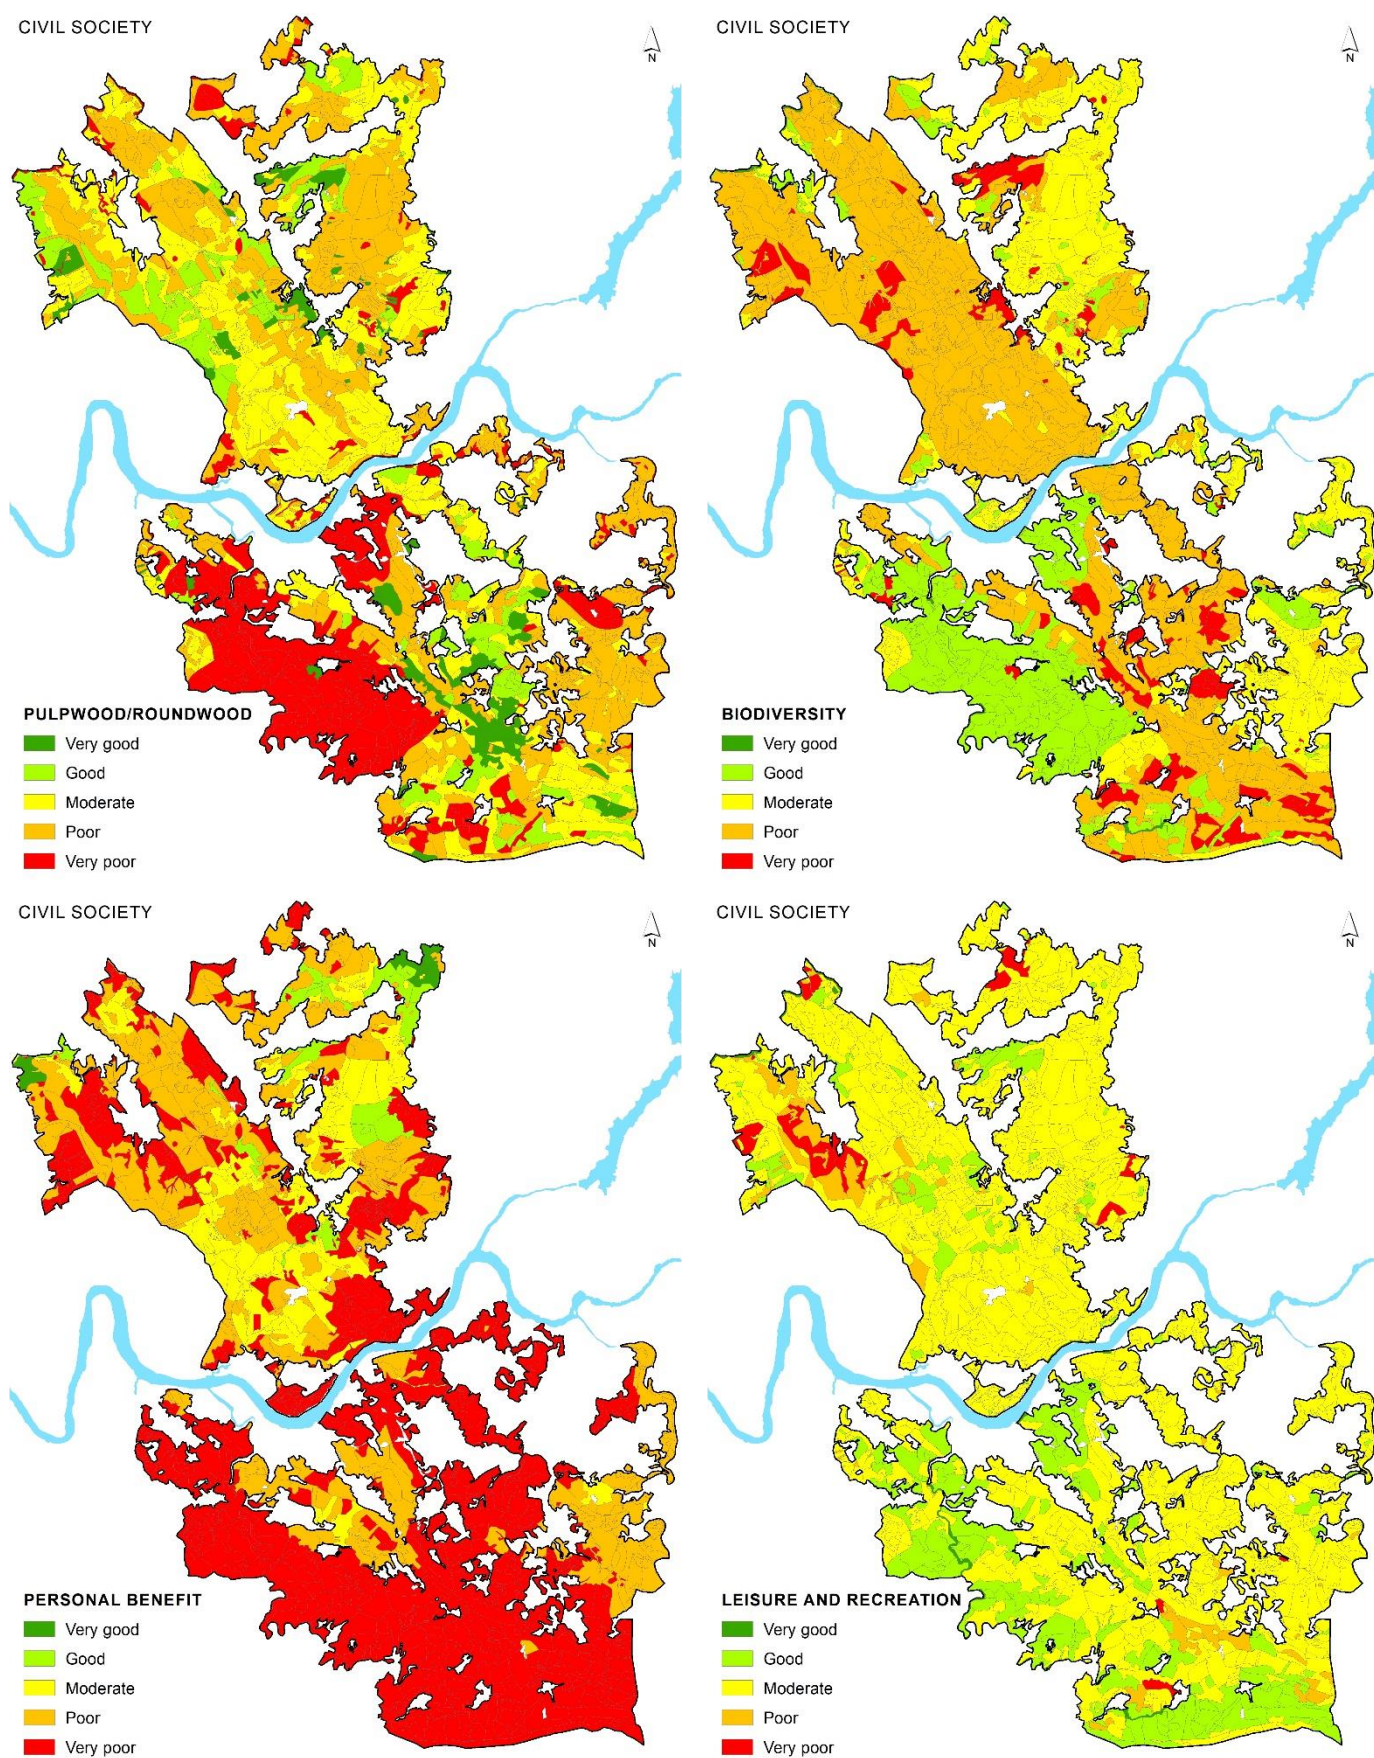 CIVIL SOCIETY
N
PULPWOOD/ROUNDWOOD
Very good
Good
Moderate
Poor
Very poor
CIVIL SOCIETY
N
BIODIVERSITY
Very good
Good
Moderate
Poor
Very poor
CIVIL SOCIETY
N
PERSONAL BENEFIT
Very good
Good
Moderate
Poor
Very poor
CIVIL SOCIETY
N
LEISURE AND RECREATION
Very good
Good
Moderate
Poor
Very poor